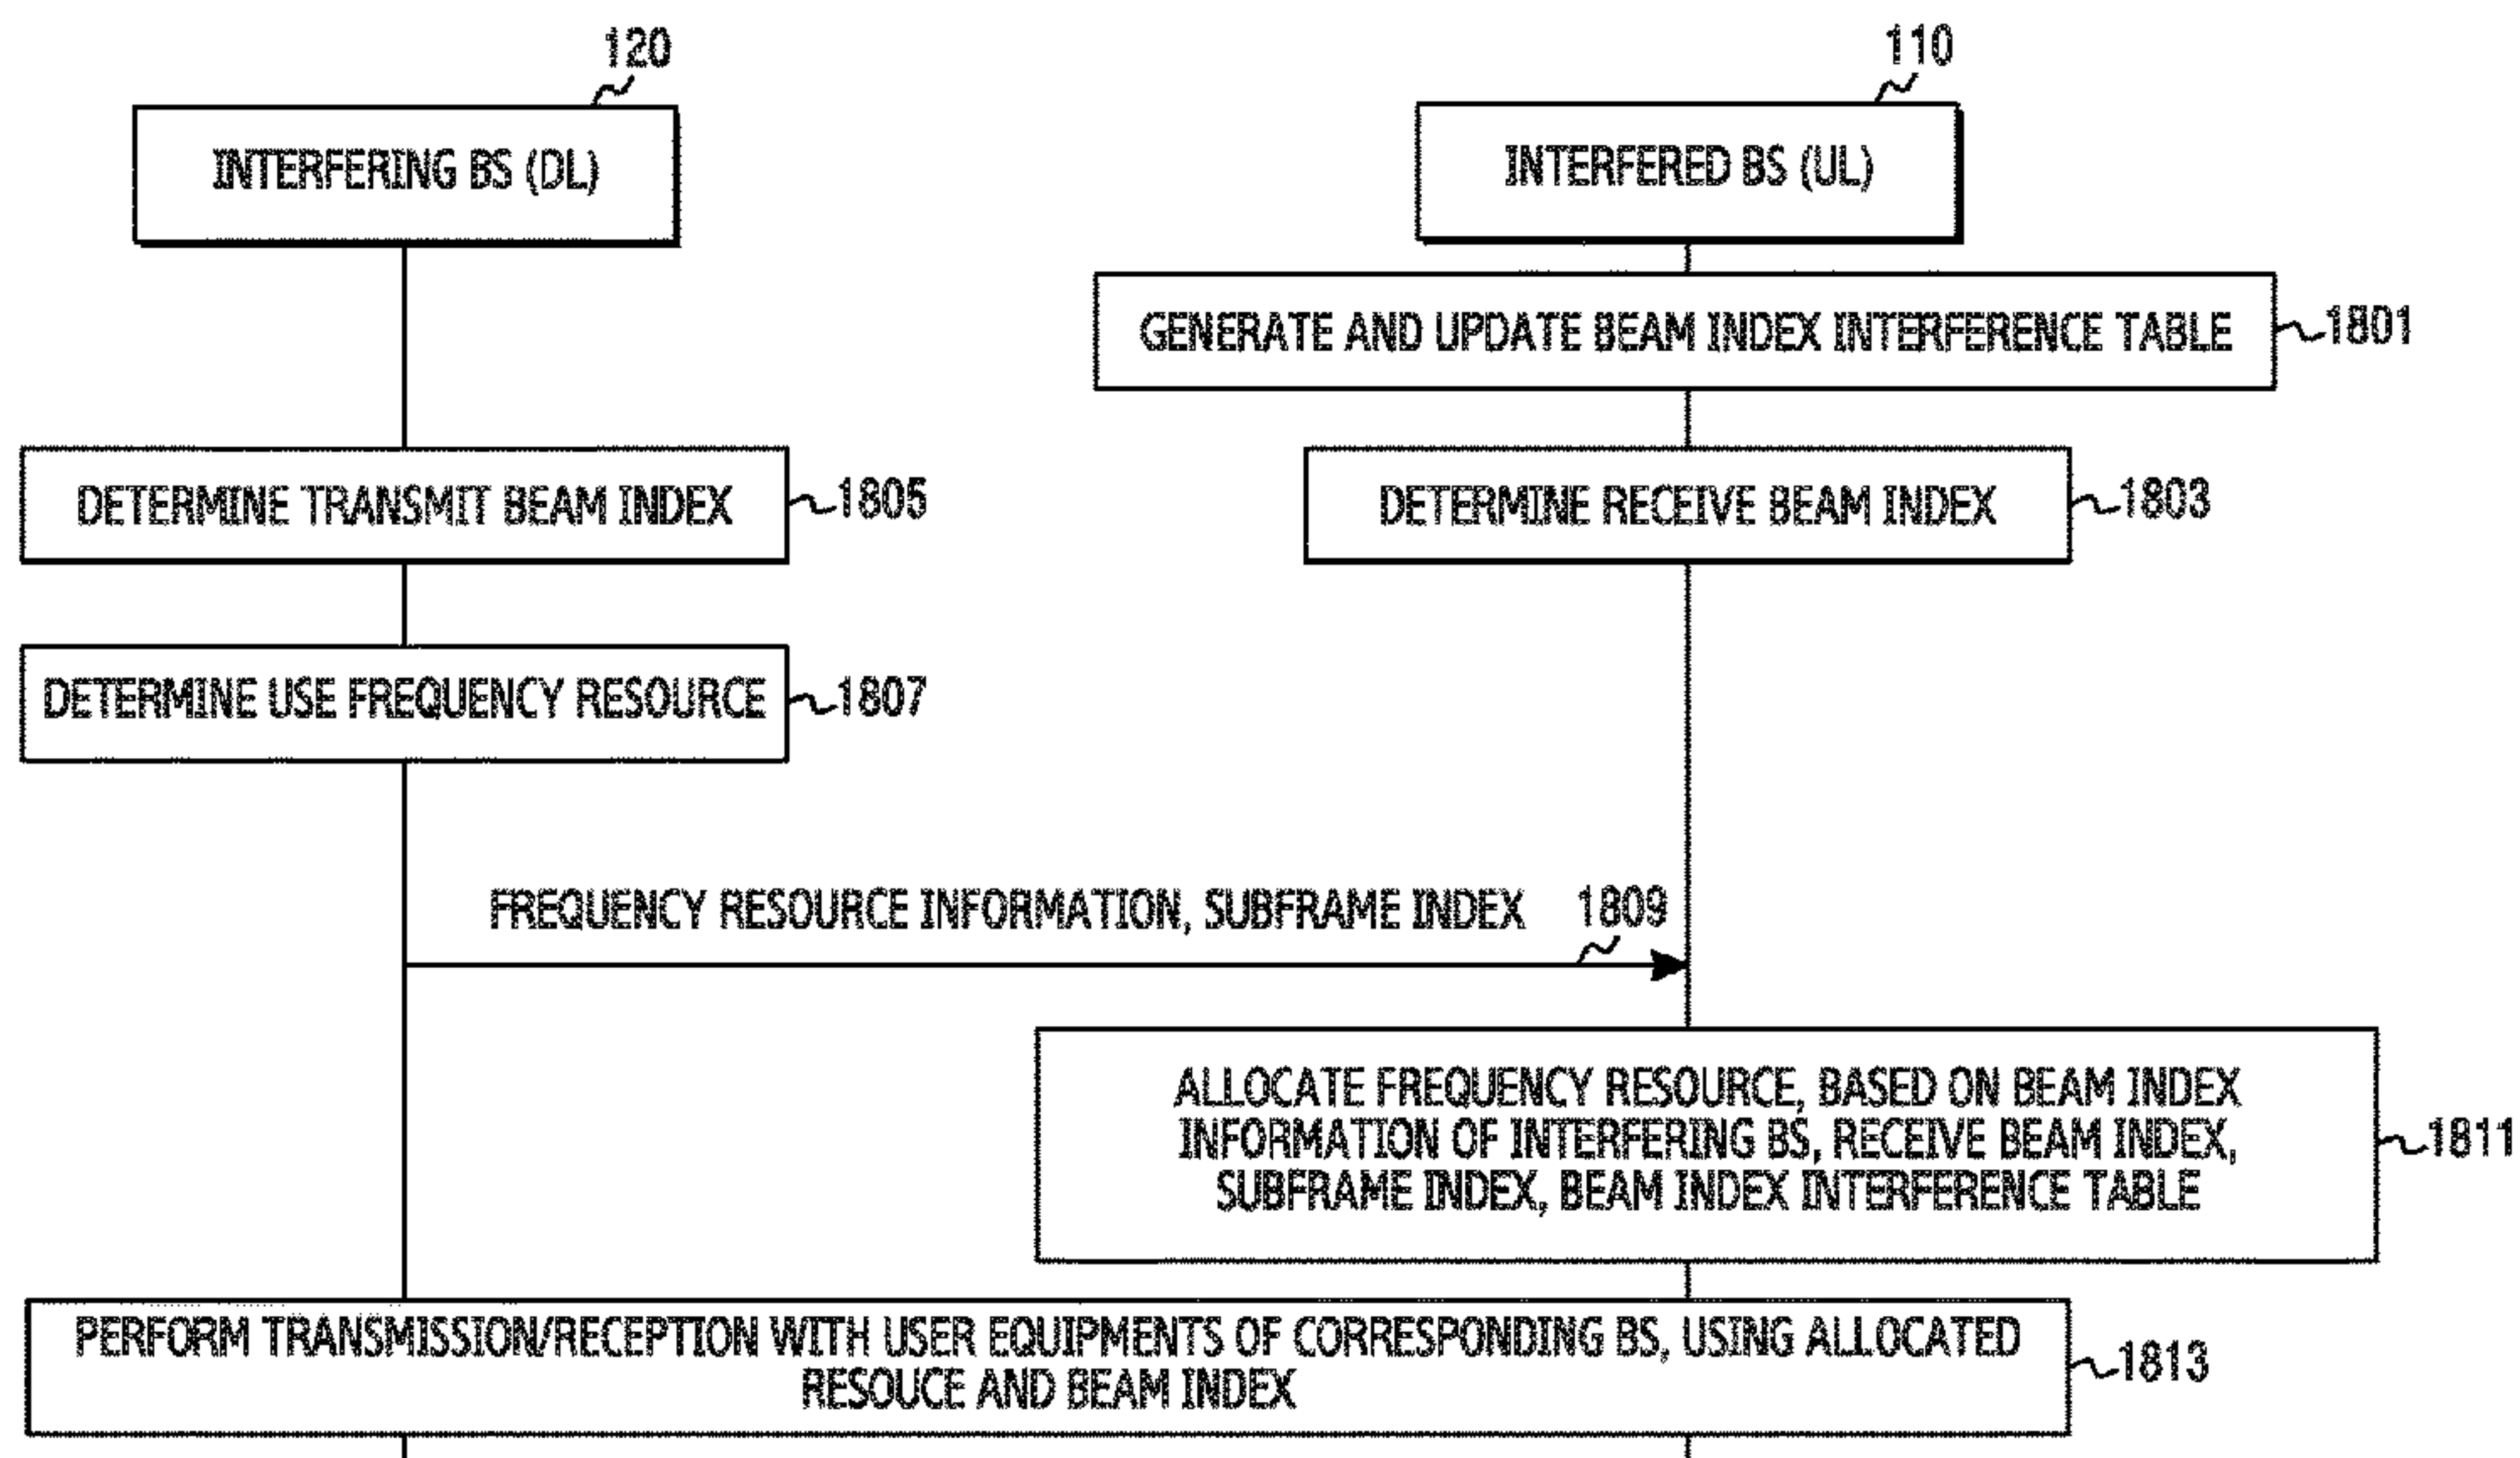 120
110
INTERFERING BS (DL)
INTERFERED BS (UL)
GENERATE AND UPDATE BEAM INDEX INTERFERENCE TABLE
1801
DETERMINE TRANSMIT BEAM INDEX
1805
DETERMINE RECEIVE BEAM INDEX
1803
DETERMINE USE FREQUENCY RESOURCE
1807
FREQUENCY RESOURCE INFORMATION, SUBFRAME INDEX
1809
ALLOCATE FREQUENCY RESOURCE, BASED ON BEAM INDEX
INFORMATION OF INTERFERING BS, RECEIVE BEAM INDEX,
SUBFRAME INDEX, BEAM INDEX INTERFERENCE TABLE
1811
PERFORM TRANSMISSION/RECEPTION WITH USER EQUIPMENTS OF CORRESPONDING BS, USING ALLOCATED
RESOUCE AND BEAM INDEX
1813